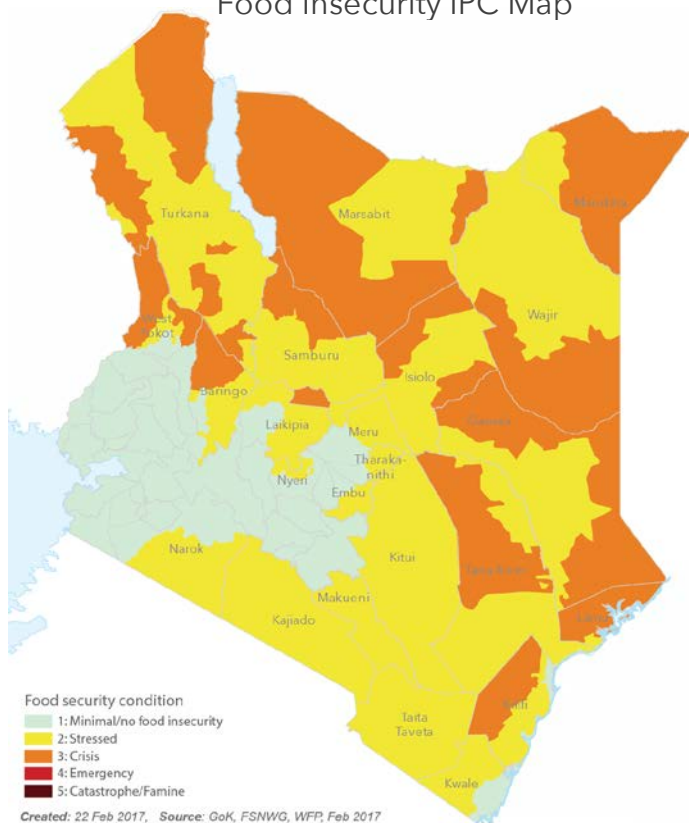 Food Insecurity IPC Map
Turkana
Marsabit
Mandera
West
Pokot
Wajir
Samburu
Isiolo
Baringo
Garissa
Laikipia
Meru
Tharaka-
nithi
Nyeri
Embu
Narok
Kitui
Tana River
Makueni
Kajiado
Lamu
Kilifi
Taita
Taveta
Kwale
Food security condition
1: Minimal/no food insecurity
2: Stressed
3: Crisis
4: Emergency
5: Catastrophe/Famine
Created: 22 Feb 2017, Source: GoK, FSNWG, WFP, Feb 2017